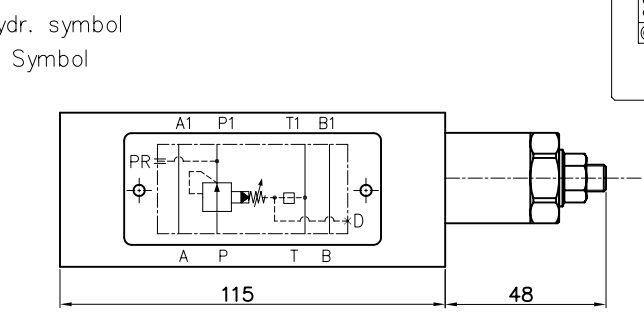 ydr. symbol
Symbol
A1 P1 T1 B1
PR
D
A P T B
115 48